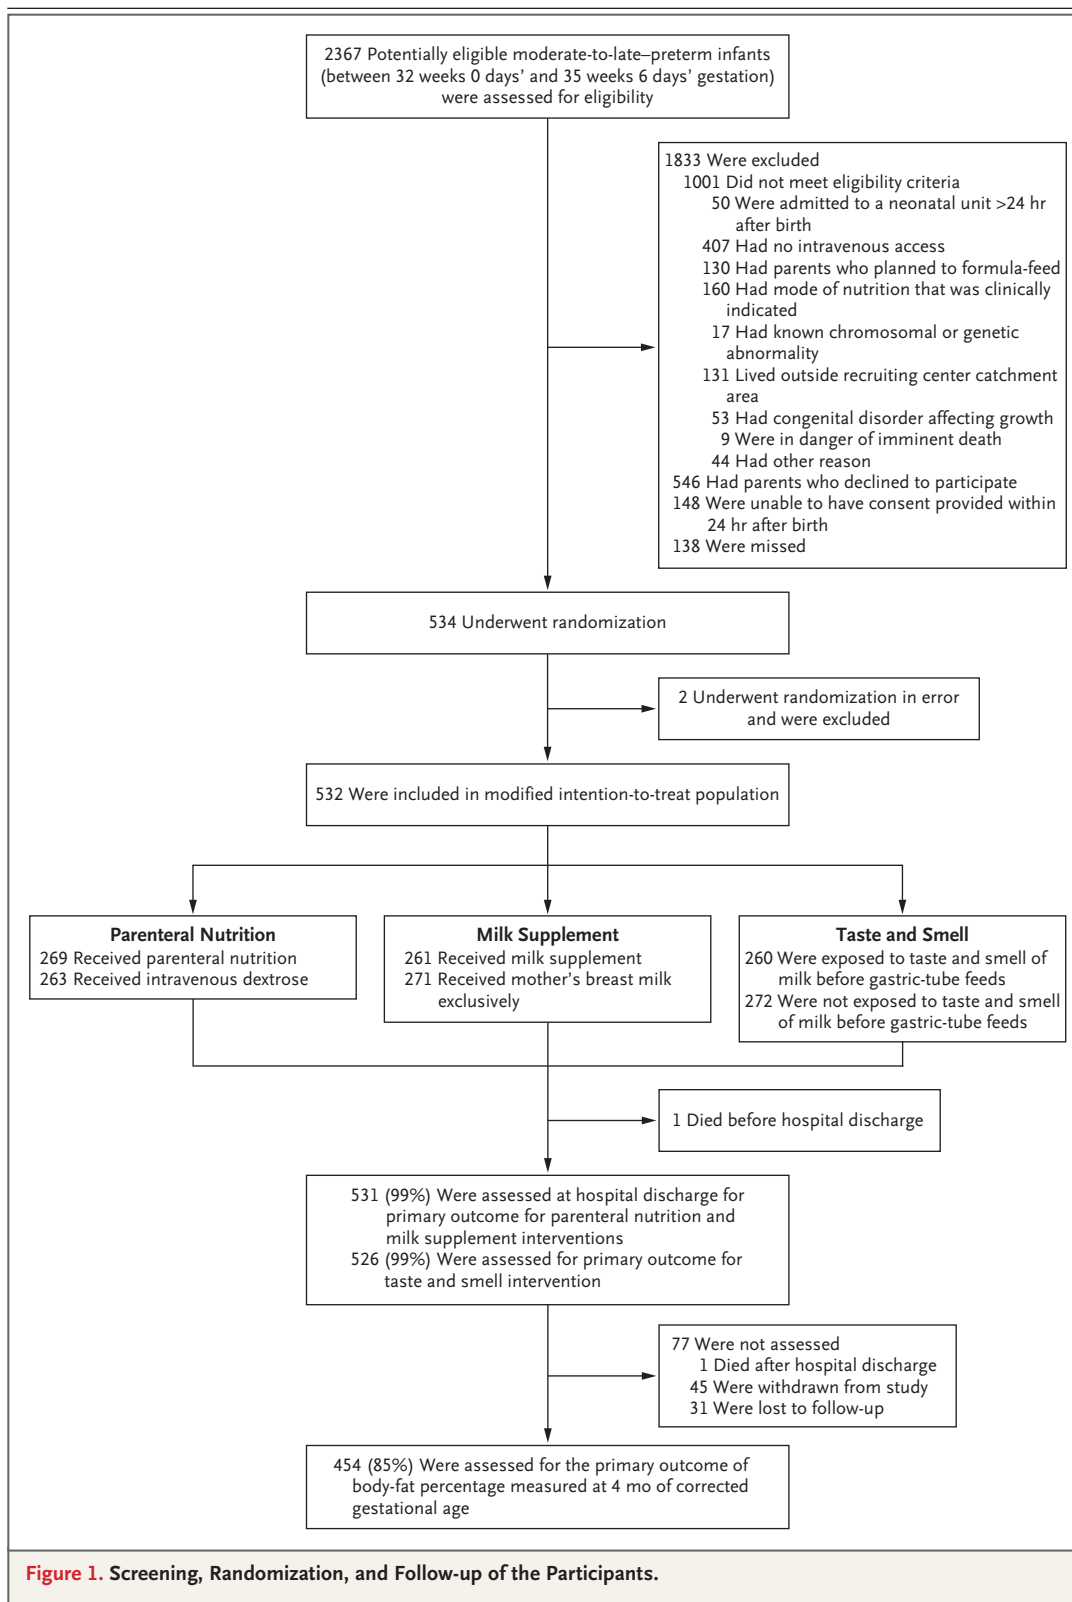 2367 Potentially eligible moderate-to-late–preterm infants
(between 32 weeks 0 days’ and 35 weeks 6 days’ gestation)
were assessed for eligibility
1833 Were excluded
1001 Did not meet eligibility criteria
50 Were admitted to a neonatal unit >24 hr
after birth
407 Had no intravenous access
130 Had parents who planned to formula-feed
160 Had mode of nutrition that was clinically
indicated
17 Had known chromosomal or genetic
abnormality
131 Lived outside recruiting center catchment
area
53 Had congenital disorder affecting growth
9 Were in danger of imminent death
44 Had other reason
546 Had parents who declined to participate
148 Were unable to have consent provided within
24 hr after birth
138 Were missed
534 Underwent randomization
2 Underwent randomization in error
and were excluded
532 Were included in modified intention-to-treat population
Parenteral Nutrition
269 Received parenteral nutrition
263 Received intravenous dextrose
Milk Supplement
261 Received milk supplement
271 Received mother’s breast milk
exclusively
Taste and Smell
260 Were exposed to taste and smell of
milk before gastric-tube feeds
272 Were not exposed to taste and smell
of milk before gastric-tube feeds
1 Died before hospital discharge
531 (99%) Were assessed at hospital discharge for
primary outcome for parenteral nutrition and
milk supplement interventions
526 (99%) Were assessed for primary outcome for
taste and smell intervention
77 Were not assessed
1 Died after hospital discharge
45 Were withdrawn from study
31 Were lost to follow-up
454 (85%) Were assessed for the primary outcome of
body-fat percentage measured at 4 mo of corrected
gestational age
Figure 1. Screening, Randomization, and Follow-up of the Participants.